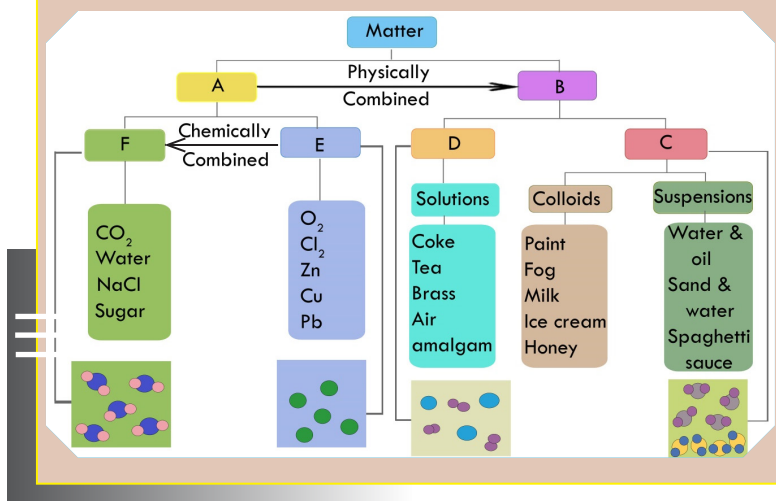 Matter
A
Physically
Combined
B
F
Chemically
Combined
E
D
C
Solutions
Colloids
Suspensions
CO₂
Water
NaCl
Sugar
O₂
Cl₂
Zn
Cu
Pb
Coke
Tea
Brass
Air
amalgam
Paint
Fog
Milk
Ice cream
Honey
Water &
oil
Sand &
water
Spaghetti
sauce